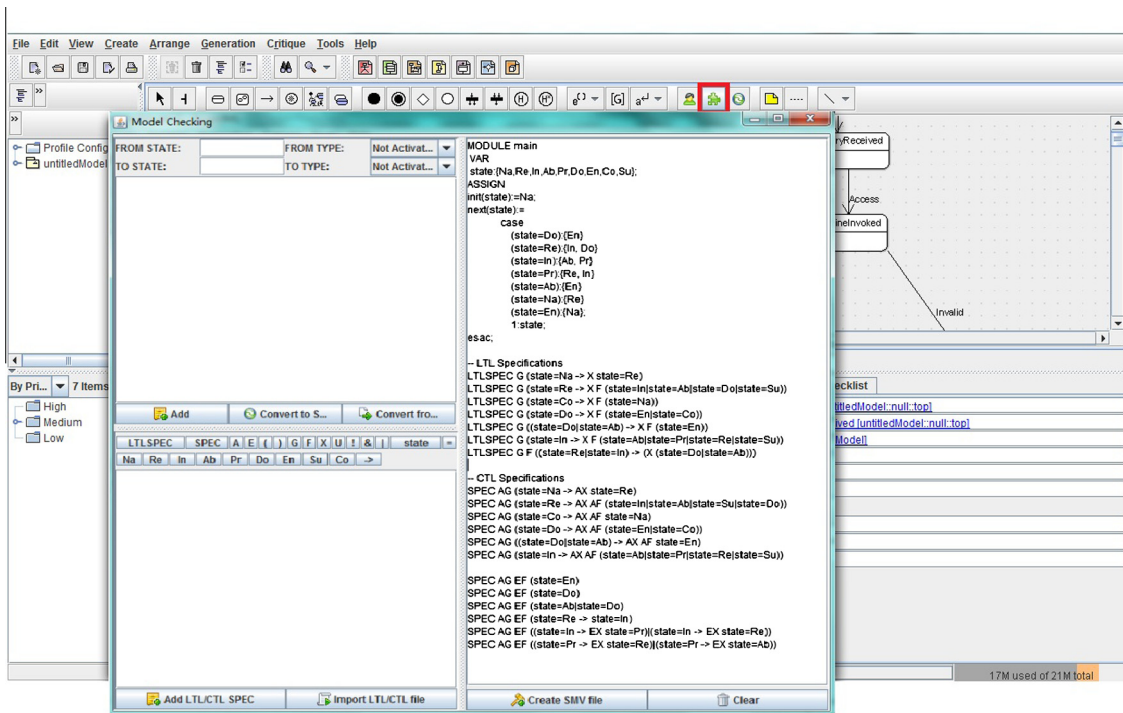 File Edit View Create Arrange Generation Critique Tools Help
»
»
Profile Config
untitledModel
Model Checking
FROM STATE: FROM TYPE: Not Activat...
TO STATE: TO TYPE: Not Activat...
Add Convert to S... Convert fro...
LTLSPEC SPEC A E ( ) G F X U ! & | state =
Na Re In Ab Pr Do En Su Co ->
Add LTL/CTL SPEC Import LTL/CTL file
MODULE main
VAR
state:{Na,Re,In,Ab,Pr,Do,En,Co,Su};
ASSIGN
init(state):=Na;
next(state):=
case
(state=Do):{En}
(state=Re):{In, Do}
(state=In):{Ab, Pr}
(state=Pr):{Re, In}
(state=Ab):{En}
(state=Na):{Re}
(state=En):{Na};
1:state;
esac;
-- LTL Specifications
LTLSPEC G (state=Na -> X state=Re)
LTLSPEC G (state=Re -> X F (state=In|state=Ab|state=Do|state=Su))
LTLSPEC G (state=Co -> X F (state=Na))
LTLSPEC G (state=Do -> X F (state=En|state=Co))
LTLSPEC G ((state=Do|state=Ab) -> X F (state=En))
LTLSPEC G (state=In -> X F (state=Ab|state=Pr|state=Re|state=Su))
LTLSPEC G F ((state=Re|state=In) -> (X (state=Do|state=Ab)))
-- CTL Specifications
SPEC AG (state=Na -> AX state=Re)
SPEC AG (state=Re -> AX AF (state=In|state=Ab|state=Su|state=Do))
SPEC AG (state=Co -> AX AF state=Na)
SPEC AG (state=Do -> AX AF (state=En|state=Co))
SPEC AG ((state=Do|state=Ab) -> AX AF state=En)
SPEC AG (state=In -> AX AF (state=Ab|state=Pr|state=Re|state=Su))
SPEC AG EF (state=En)
SPEC AG EF (state=Do)
SPEC AG EF (state=Ab|state=Do)
SPEC AG EF (state=Re -> state=In)
SPEC AG EF ((state=In -> EX state=Pr)|(state=In -> EX state=Re))
SPEC AG EF ((state=Pr -> EX state=Re)|(state=Pr -> EX state=Ab))
Create SMV file Clear
ryReceived
Access
ineInvoked
Invalid
By Pri... 7 Items
High
Medium
Low
ecklist
titledModel::null::top]
ved [untitledModel::null::top]
Model]
17M used of 21M total